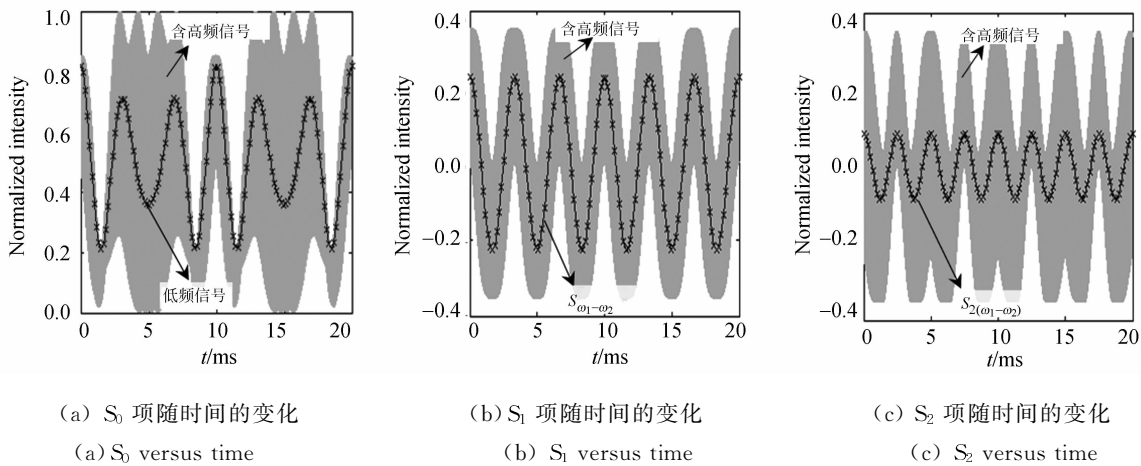 Normalized intensity
1.0
0.8
0.6
0.4
0.2
0.0
含高频信号
低频信号
0 5 10 15 20
t/ms
(a) S₀ 项随时间的变化
(a) S₀ versus time
Normalized intensity
0.4
0.2
0.0
−0.2
−0.4
含高频信号
S_ω₁−ω₂
0 5 10 15 20
t/ms
(b) S₁ 项随时间的变化
(b) S₁ versus time
Normalized intensity
0.4
0.2
0.0
−0.2
−0.4
含高频信号
S_2(ω₁−ω₂)
0 5 10 15 20
t/ms
(c) S₂ 项随时间的变化
(c) S₂ versus time